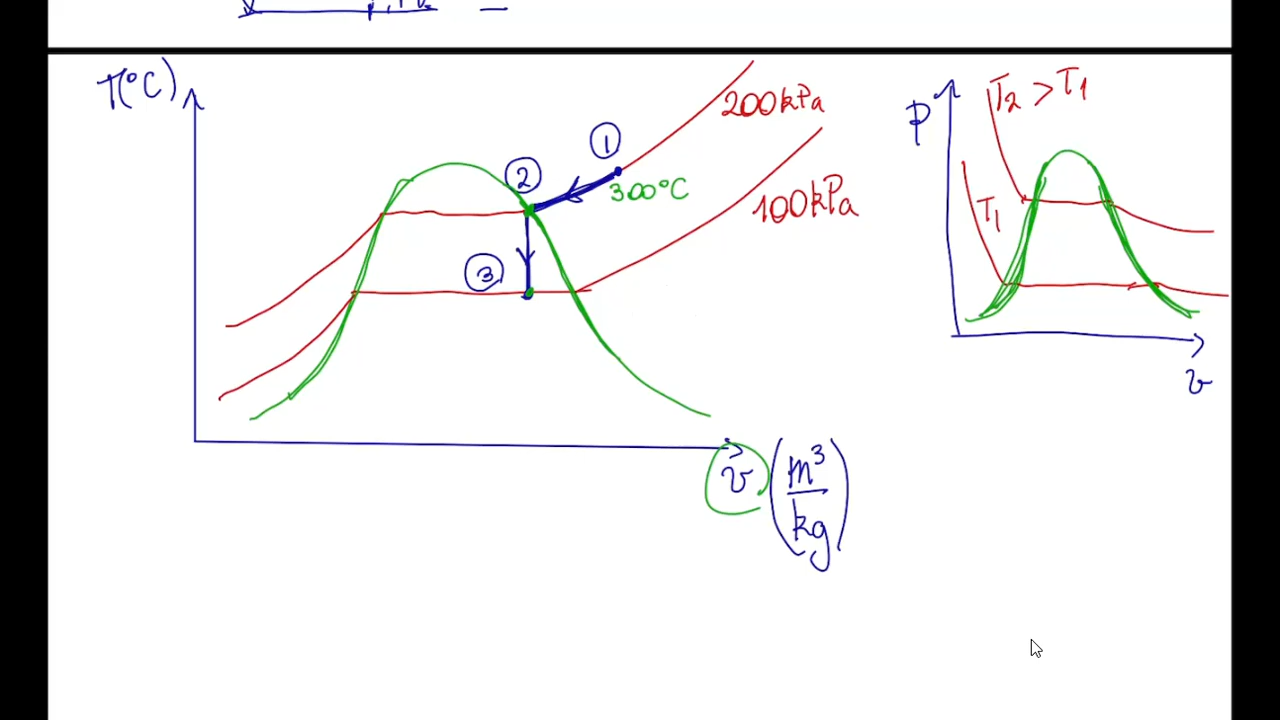 T(°C)
200kPa
①
②
300°C
100kPa
③
v (m³/kg)
P
T₂ > T₁
T₁
v